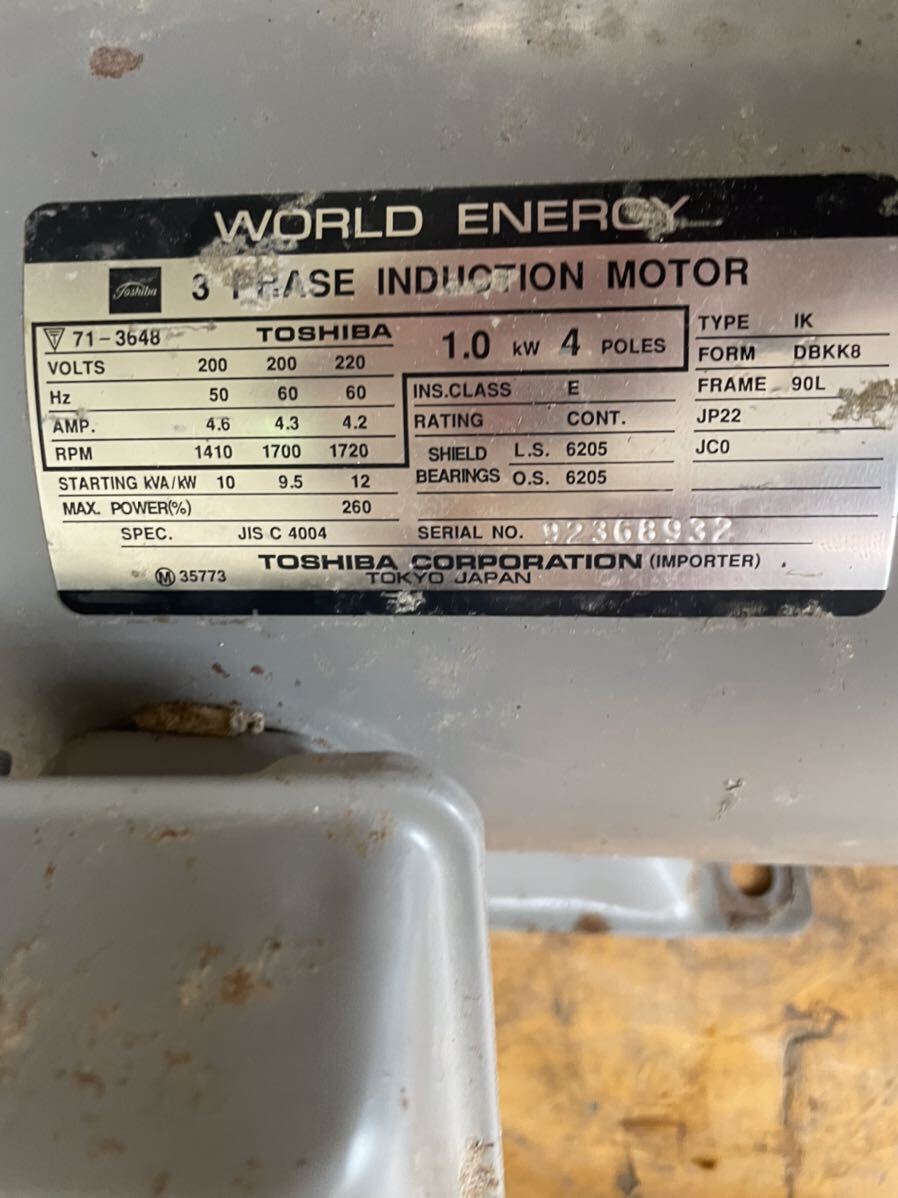 WORLD ENERGY
Toshiba 3 PHASE INDUCTION MOTOR
T 71-3648 TOSHIBA
VOLTS 200 200 220
Hz 50 60 60
AMP. 4.6 4.3 4.2
RPM 1410 1700 1720
STARTING kVA/kW 10 9.5 12
MAX. POWER(%) 260
SPEC. JIS C 4004
1.0 kW 4 POLES
INS.CLASS E
RATING CONT.
SHIELD BEARINGS
L.S. 6205
O.S. 6205
TYPE IK
FORM DBKK8
FRAME 90L
JP22
JC0
SERIAL NO. 92368932
TOSHIBA CORPORATION (IMPORTER)
TOKYO JAPAN
M 35773